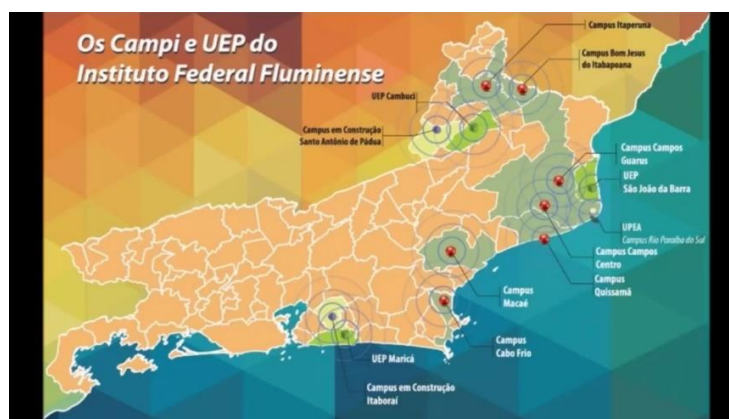 Os Campi e UEP do
Instituto Federal Fluminense
Campus Itaperuna
Campus Bom Jesus
do Itabapoana
UEP Cambuci
Campus em Construção
Santo Antônio de Pádua
Campus Campos
Guarus
UEP
São João da Barra
UPEA
Campus Rio Paraíba do Sul
Campus Campos
Centro
Campus
Quissamã
Campus
Macaé
Campus
Cabo Frio
UEP Maricá
Campus em Construção
Itaboraí